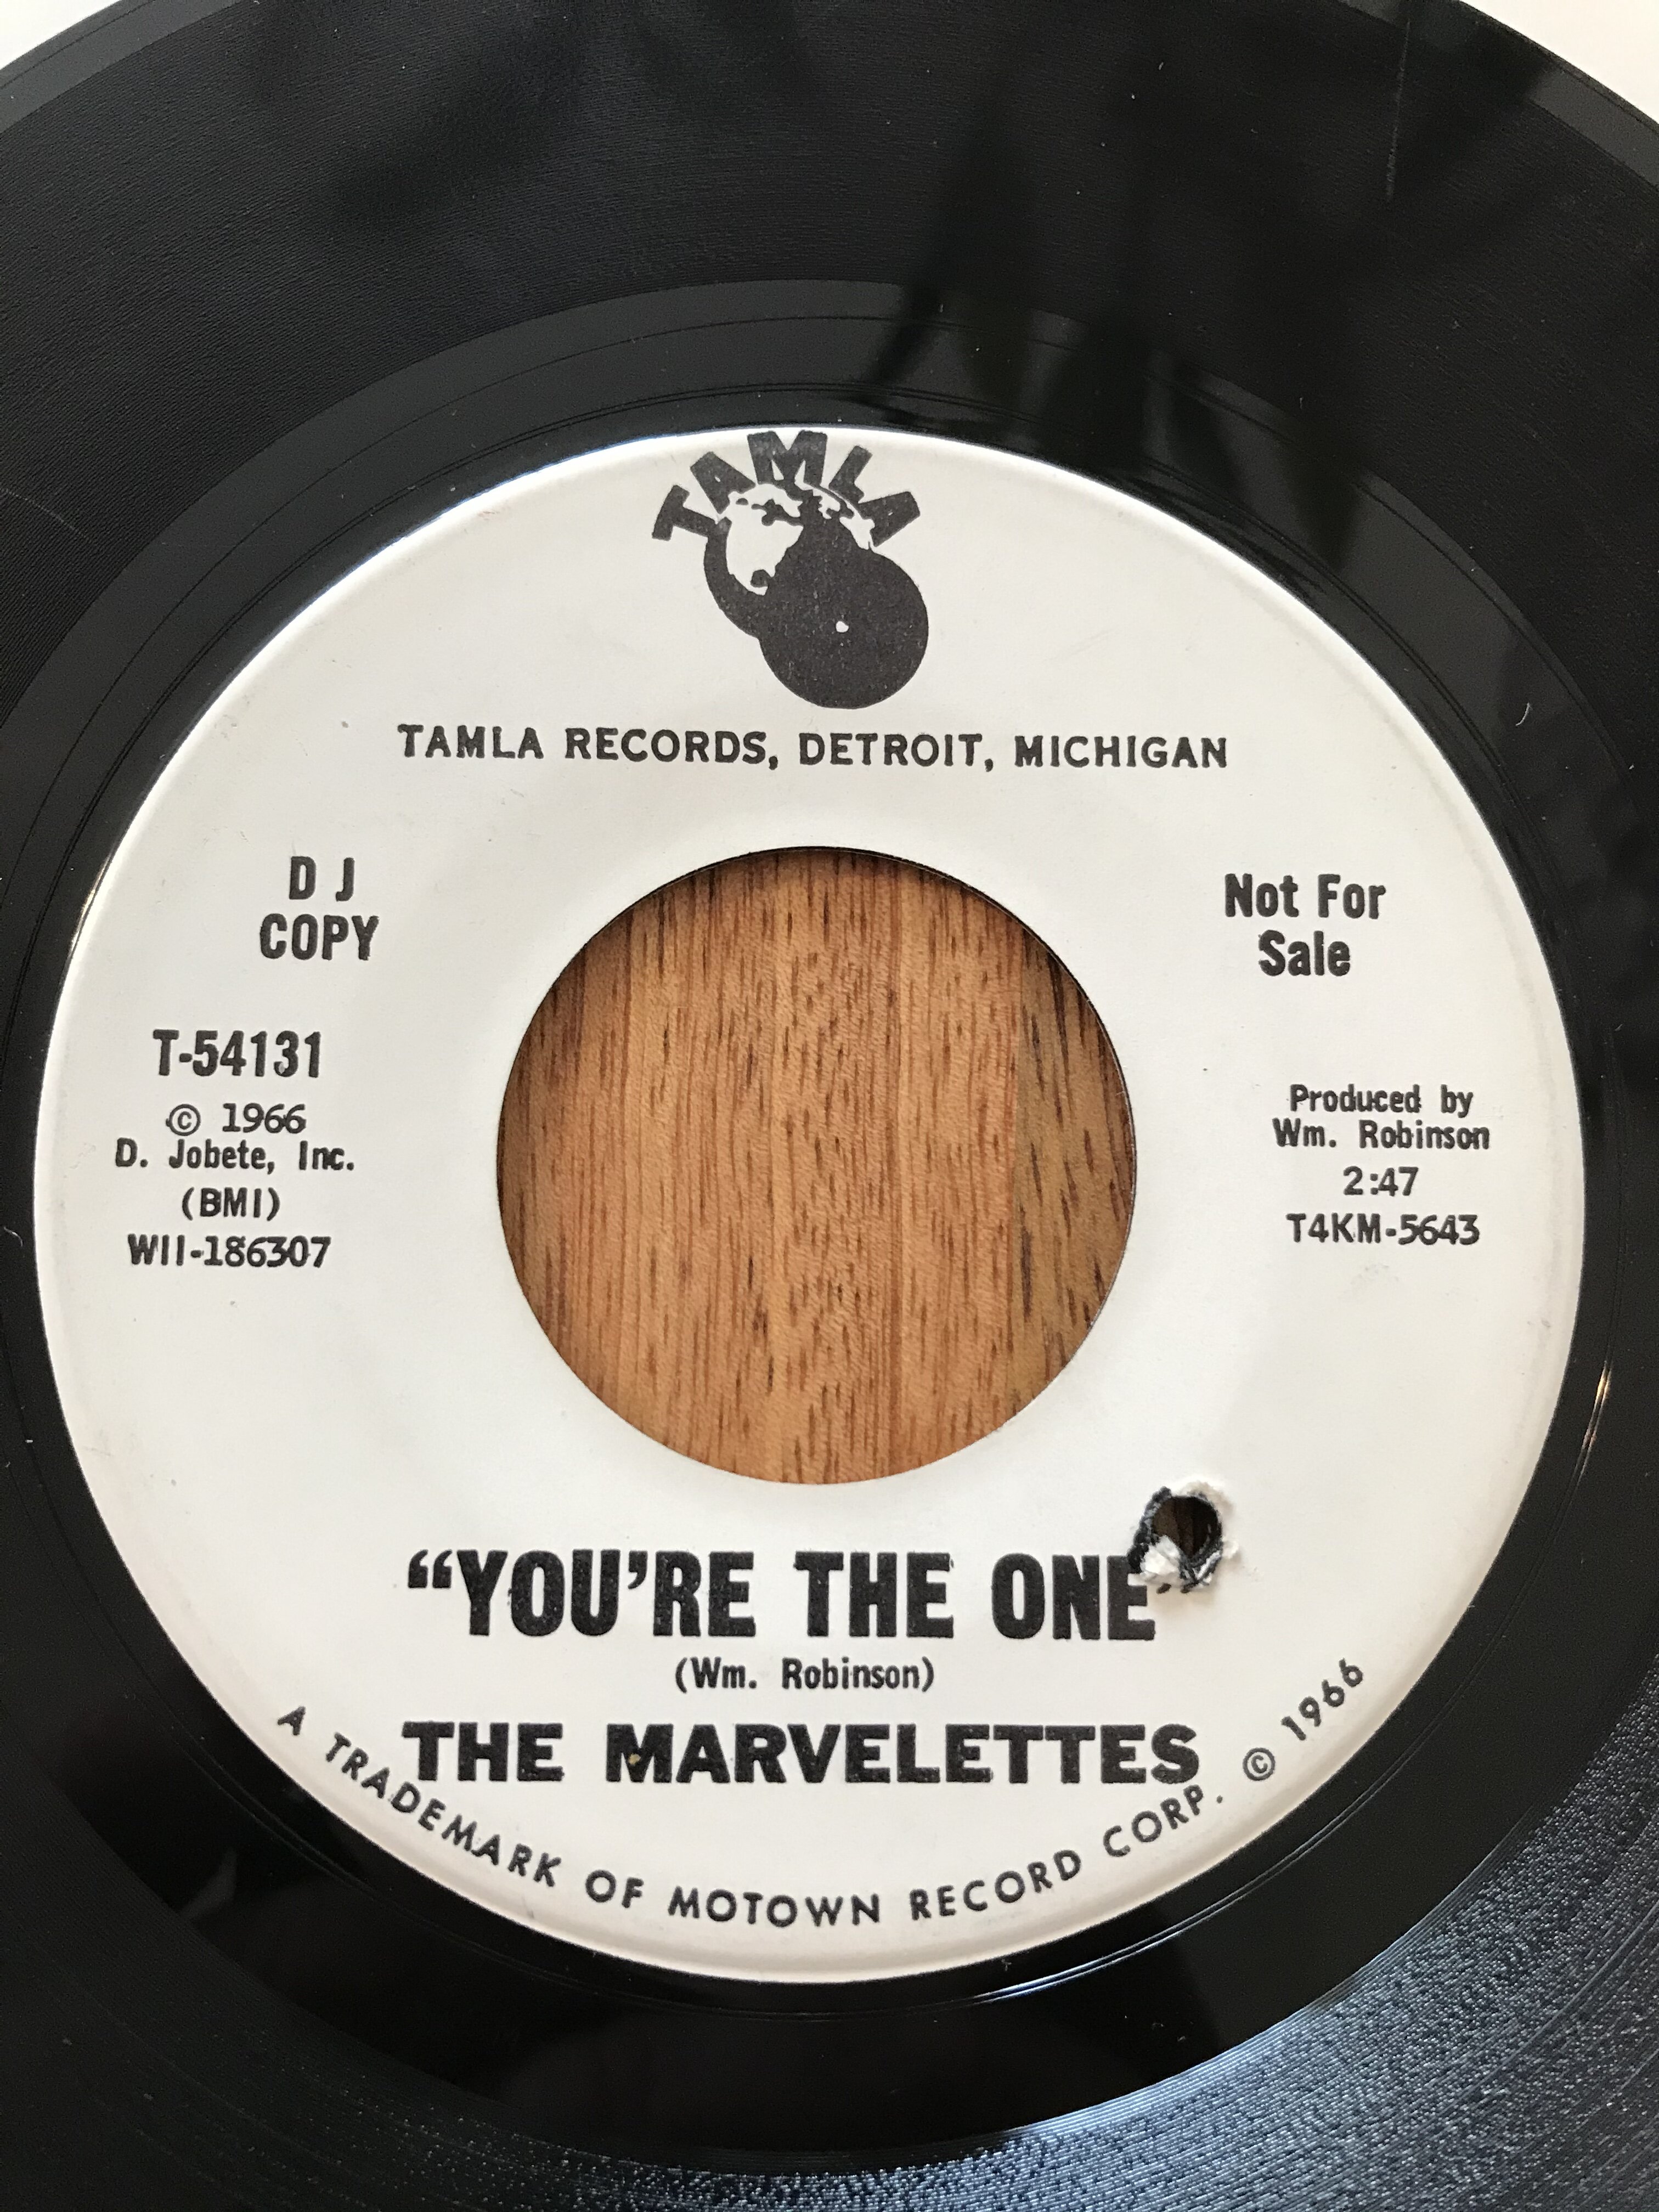 TAMLA
TAMLA RECORDS, DETROIT, MICHIGAN
D J
COPY
Not For
Sale
T-54131
© 1966
D. Jobete, Inc.
(BMI)
W11-186307
Produced by
Wm. Robinson
2:47
T4KM-5643
“YOU’RE THE ONE”
(Wm. Robinson)
THE MARVELETTES
A TRADEMARK OF MOTOWN RECORD CORP. © 1966